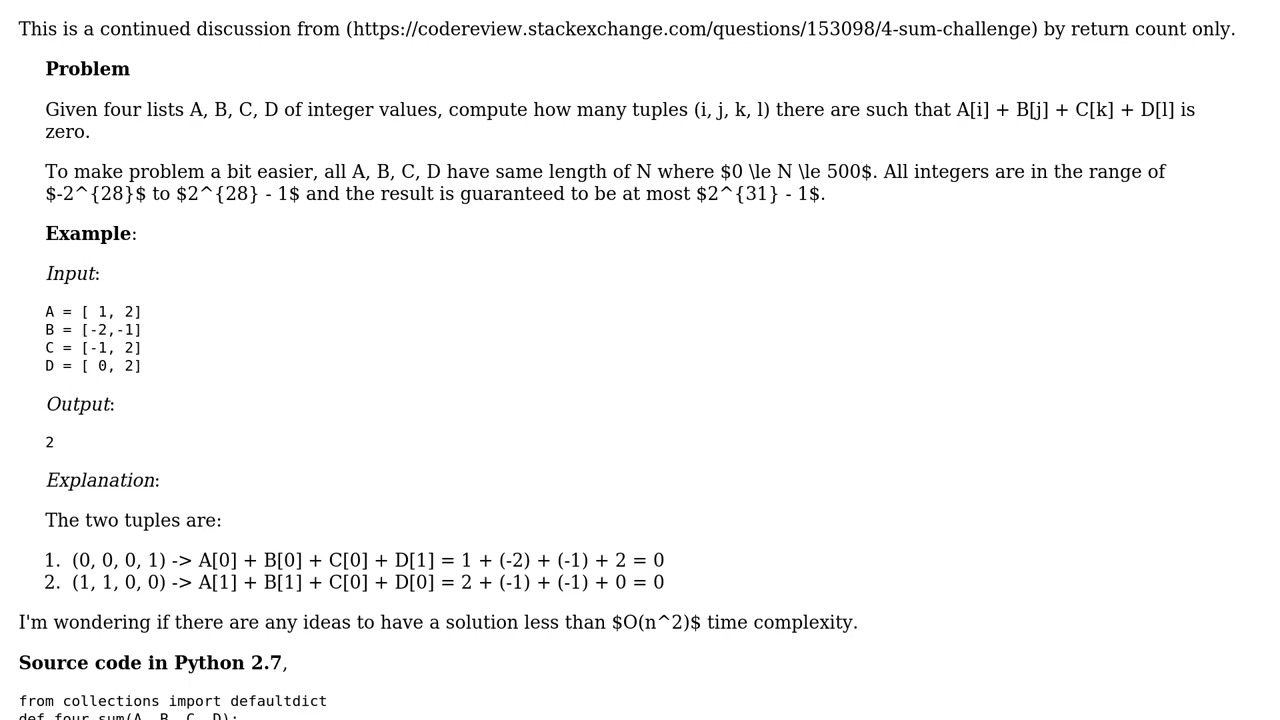 This is a continued discussion from (https://codereview.stackexchange.com/questions/153098/4-sum-challenge) by return count only.
Problem
Given four lists A, B, C, D of integer values, compute how many tuples (i, j, k, l) there are such that A[i] + B[j] + C[k] + D[l] is
zero.
To make problem a bit easier, all A, B, C, D have same length of N where $0 \le N \le 500$. All integers are in the range of
$-2^{28}$ to $2^{28} - 1$ and the result is guaranteed to be at most $2^{31} - 1$.
Example:
Input:
A = [ 1, 2]
B = [-2,-1]
C = [-1, 2]
D = [ 0, 2]
Output:
2
Explanation:
The two tuples are:
1. (0, 0, 0, 1) -> A[0] + B[0] + C[0] + D[1] = 1 + (-2) + (-1) + 2 = 0
2. (1, 1, 0, 0) -> A[1] + B[1] + C[0] + D[0] = 2 + (-1) + (-1) + 0 = 0
I'm wondering if there are any ideas to have a solution less than $O(n^2)$ time complexity.
Source code in Python 2.7,
from collections import defaultdict
def four_sum(A, B, C, D):